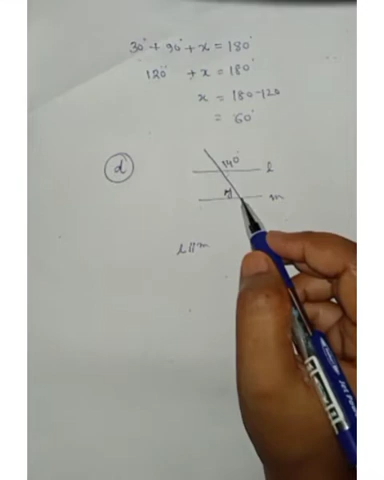 30° + 90° + x = 180°
120° + x = 180°
x = 180-120
= 60°
d
140° l
y m
l || m